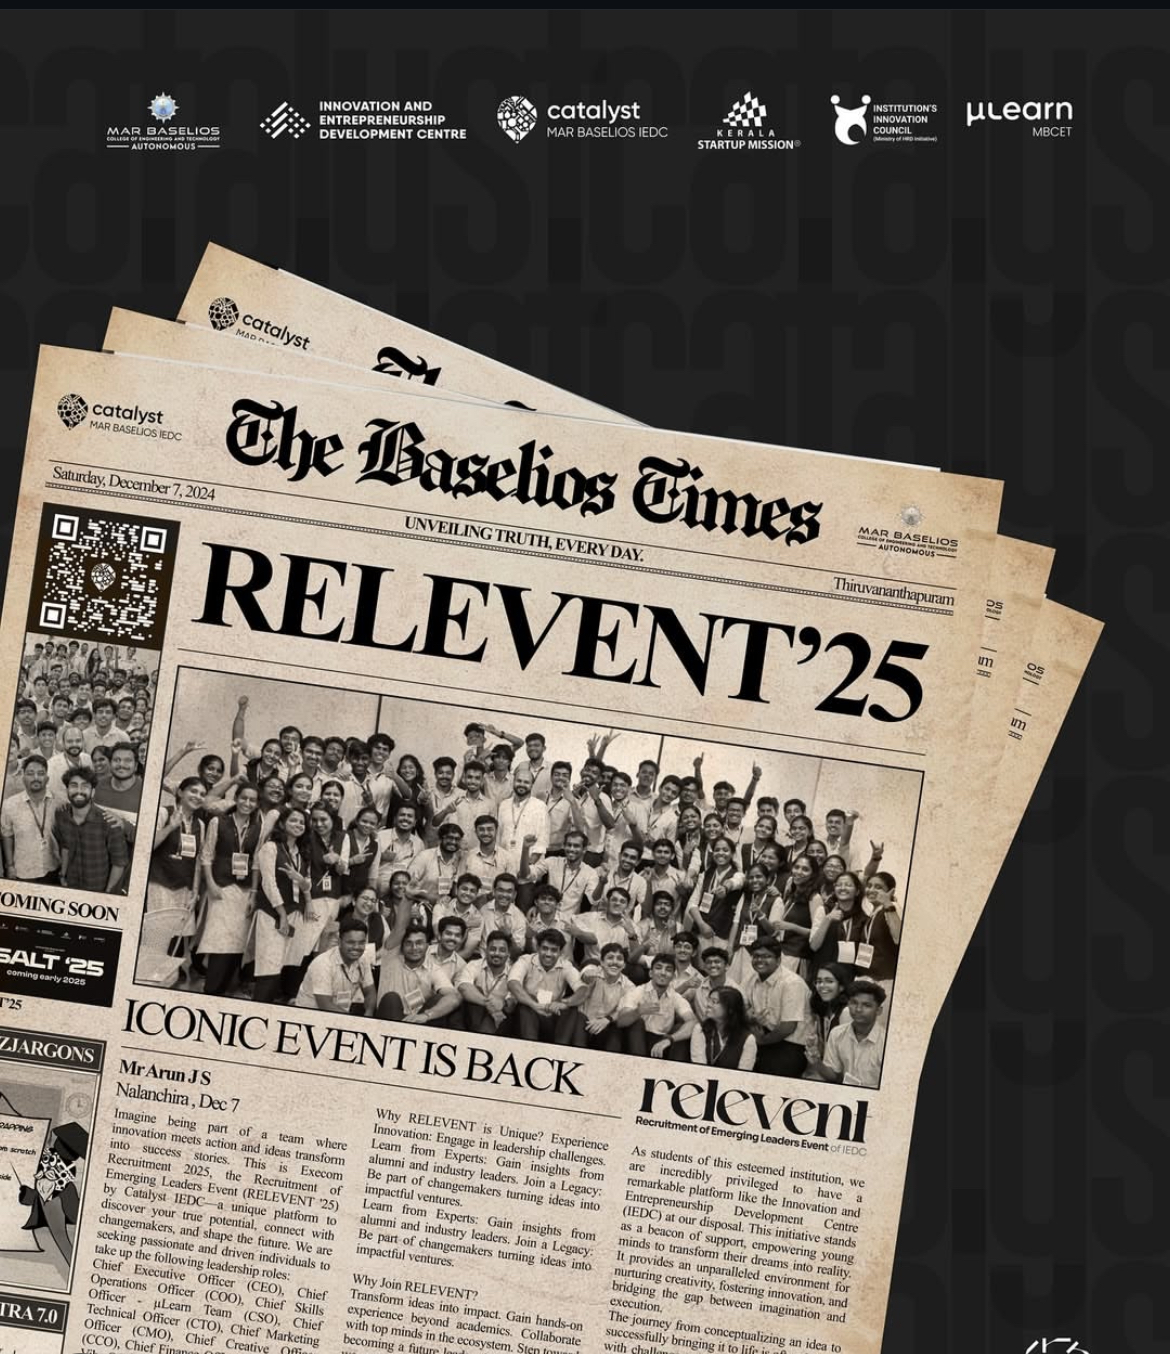 MAR BASELIOS
COLLEGE OF ENGINEERING AND TECHNOLOGY
AUTONOMOUS
INNOVATION AND
ENTREPRENEURSHIP
DEVELOPMENT CENTRE
catalyst
MAR BASELIOS IEDC
KERALA
STARTUP MISSION
INSTITUTION'S
INNOVATION
COUNCIL
(Ministry of HRD Initiative)
µLearn
MBCET
catalyst
catalyst
MAR BASELIOS IEDC
The Baselios Times
MAR BASELIOS
COLLEGE OF ENGINEERING AND TECHNOLOGY
AUTONOMOUS
Saturday, December 7, 2024
UNVEILING TRUTH, EVERY DAY.
Thiruvananthapuram
RELEVENT'25
OMING SOON
SALT '25
coming early 2025
T'25
ZJARGONS
RAPPING
om scratch
side
TRA 7.0
ICONIC EVENT IS BACK
Mr Arun J S
Nalanchira , Dec 7
Imagine being part of a team where
innovation meets action and ideas transform
into success stories. This is Execom
Recruitment 2025, the Recruitment of
Emerging Leaders Event (RELEVENT '25)
by Catalyst IEDC—a unique platform to
discover your true potential, connect with
changemakers, and shape the future. We are
seeking passionate and driven individuals to
take up the following leadership roles:
Chief Executive Officer (CEO), Chief
Operations Officer (COO), Chief Skills
Officer - µLearn Team (CSO), Chief
Technical Officer (CTO), Chief Marketing
Officer (CMO), Chief Creative Officer
(CCO), Chief Finance
Why RELEVENT is Unique? Experience
Innovation: Engage in leadership challenges.
Learn from Experts: Gain insights from
alumni and industry leaders. Join a Legacy:
Be part of changemakers turning ideas into
impactful ventures.
Learn from Experts: Gain insights from
alumni and industry leaders. Join a Legacy:
Be part of changemakers turning ideas into
impactful ventures.
Why Join RELEVENT?
Transform ideas into impact. Gain hands-on
experience beyond academics. Collaborate
with top minds in the ecosystem. Step toward
becoming a future
relevent
Recruitment of Emerging Leaders Event of IEDC
As students of this esteemed institution, we
are incredibly privileged to have a
remarkable platform like the Innovation and
Entrepreneurship Development Centre
(IEDC) at our disposal. This initiative stands
as a beacon of support, empowering young
minds to transform their dreams into reality.
It provides an unparalleled environment for
nurturing creativity, fostering innovation, and
bridging the gap between imagination and
execution.
The journey from conceptualizing an idea to
successfully bringing it to life is
with